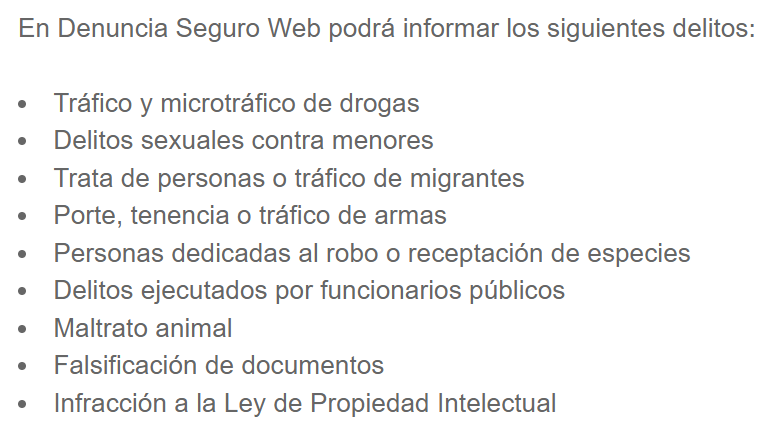 En Denuncia Seguro Web podrá informar los siguientes delitos:
• Tráfico y microtráfico de drogas
• Delitos sexuales contra menores
• Trata de personas o tráfico de migrantes
• Porte, tenencia o tráfico de armas
• Personas dedicadas al robo o receptación de especies
• Delitos ejecutados por funcionarios públicos
• Maltrato animal
• Falsificación de documentos
• Infracción a la Ley de Propiedad Intelectual